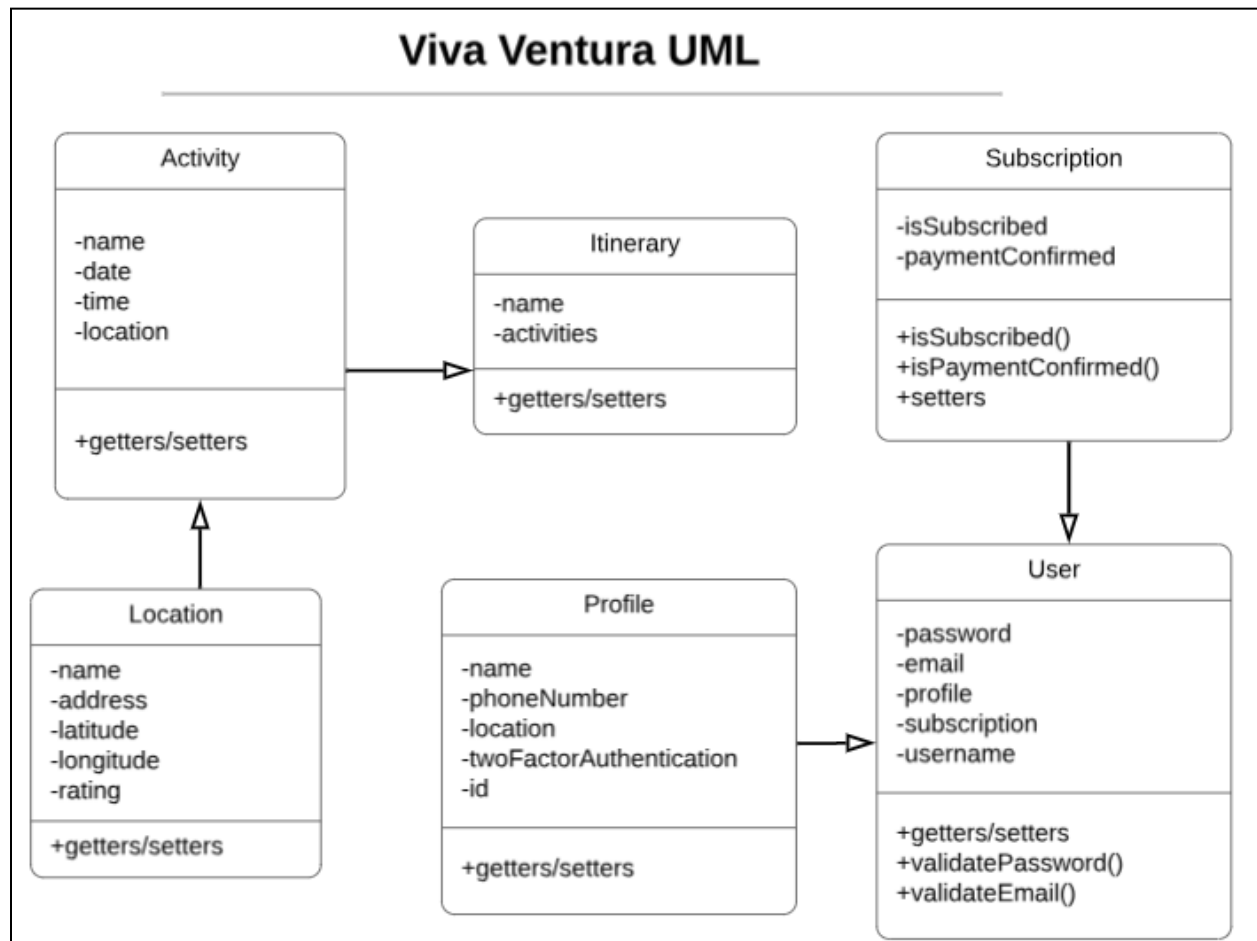 Viva Ventura UML
Activity
-name
-date
-time
-location
+getters/setters
Itinerary
-name
-activities
+getters/setters
Subscription
-isSubscribed
-paymentConfirmed
+isSubscribed()
+isPaymentConfirmed()
+setters
Location
-name
-address
-latitude
-longitude
-rating
+getters/setters
Profile
-name
-phoneNumber
-location
-twoFactorAuthentication
-id
+getters/setters
User
-password
-email
-profile
-subscription
-username
+getters/setters
+validatePassword()
+validateEmail()